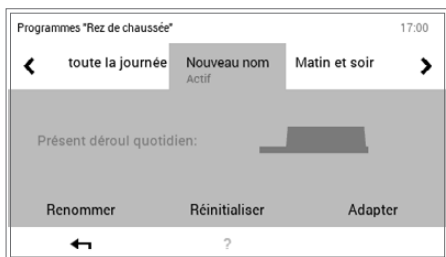 Programmes "Rez de chaussée" 17:00
toute la journée Nouveau nom Matin et soir
Actif
Présent déroul quotidien:
Renommer Réinitialiser Adapter
?